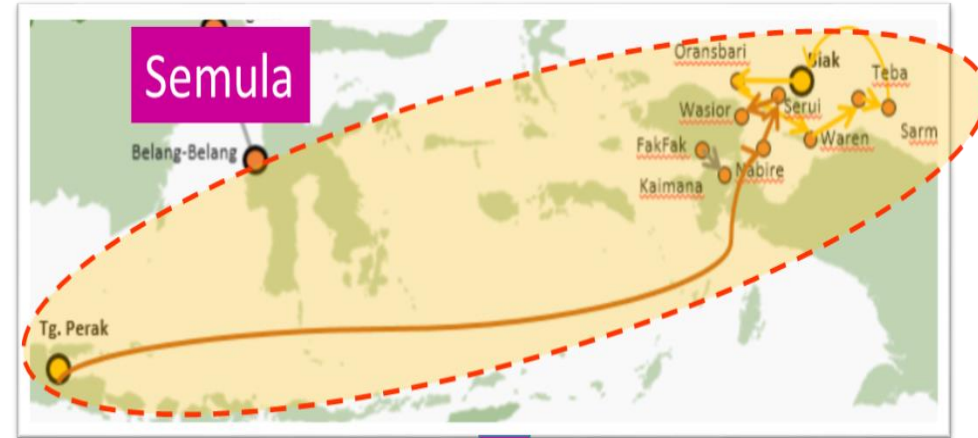 Semula
Belang-Belang
Oransbari
Biak
Teba
Wasior
Serui
Sarm
Waren
FakFak
Nabire
Kaimana
Tg. Perak